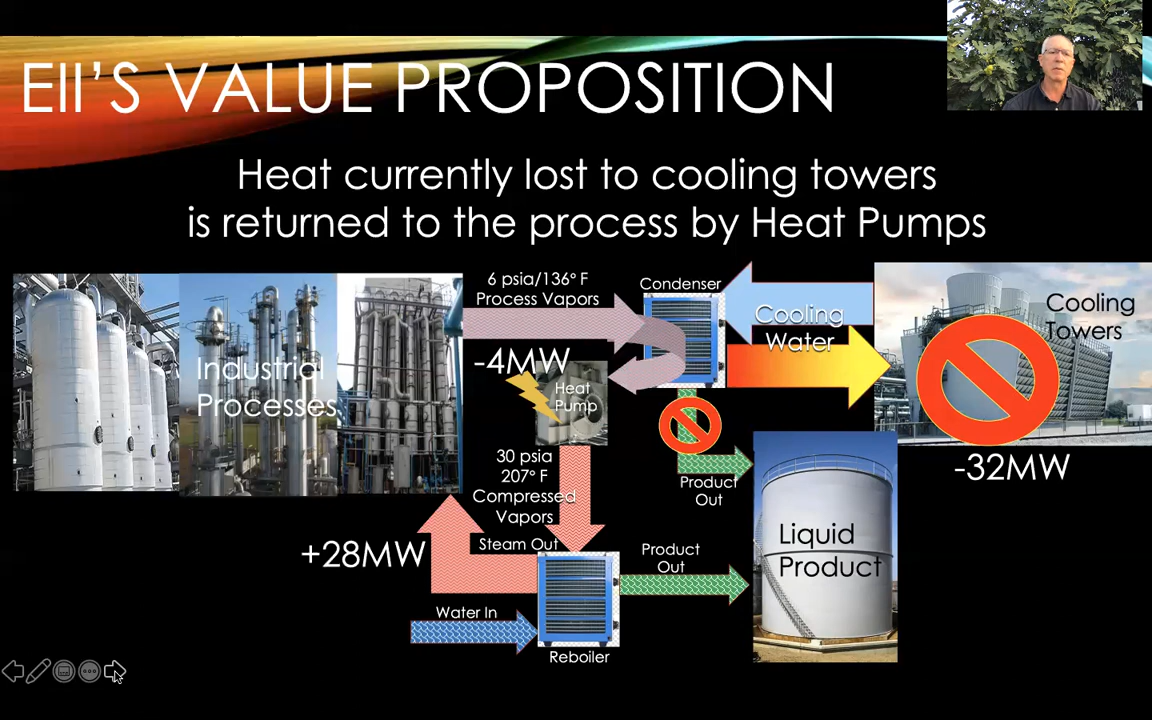 EII'S VALUE PROPOSITION
Heat currently lost to cooling towers
is returned to the process by Heat Pumps
6 psia/136° F
Process Vapors
Condenser
Cooling
Water
Cooling
Towers
Industrial
Processes
-4MW
Heat
Pump
30 psia
207° F
Compressed
Vapors
Product
Out
-32MW
+28MW
Steam Out
Product
Out
Liquid
Product
Water In
Reboiler